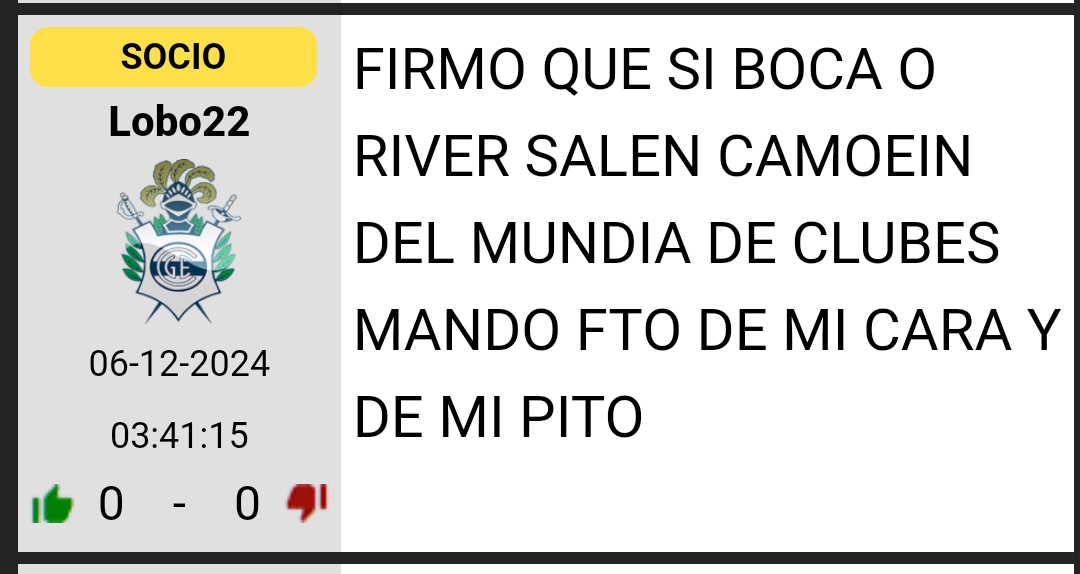 SOCIO
Lobo22
CGE
06-12-2024
03:41:15
0 - 0
FIRMO QUE SI BOCA O
RIVER SALEN CAMOEIN
DEL MUNDIA DE CLUBES
MANDO FTO DE MI CARA Y
DE MI PITO